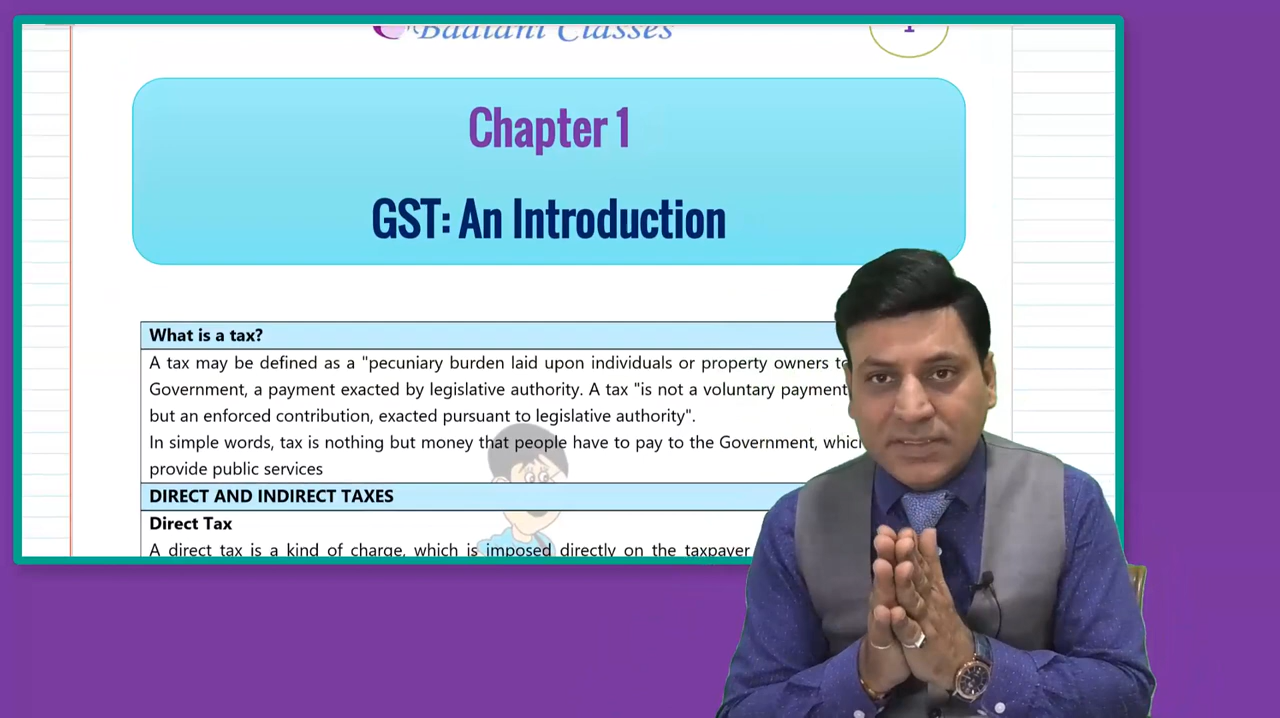 Badlani Classes
1
Chapter 1
GST: An Introduction
What is a tax?
A tax may be defined as a "pecuniary burden laid upon individuals or property owners
Government, a payment exacted by legislative authority. A tax "is not a voluntary payment
but an enforced contribution, exacted pursuant to legislative authority".
In simple words, tax is nothing but money that people have to pay to the Government,
provide public services
DIRECT AND INDIRECT TAXES
Direct Tax
A direct tax is a kind of charge, which is imposed directly on the taxpayer